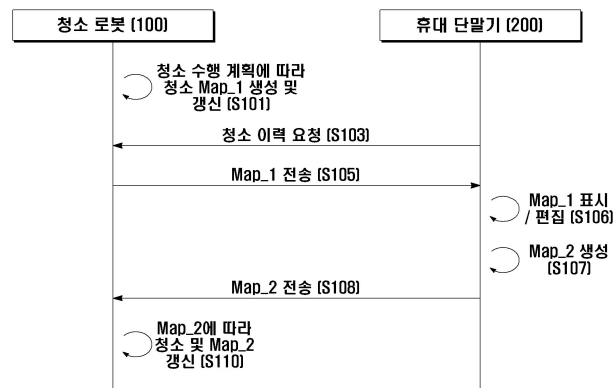 청소 로봇 (100)
휴대 단말기 (200)
청소 수행 계획에 따라
청소 Map_1 생성 및
갱신 (S101)
청소 이력 요청 (S103)
Map_1 전송 (S105)
Map_1 표시
/ 편집 (S106)
Map_2 생성
(S107)
Map_2 전송 (S108)
Map_2에 따라
청소 및 Map_2
갱신 (S110)